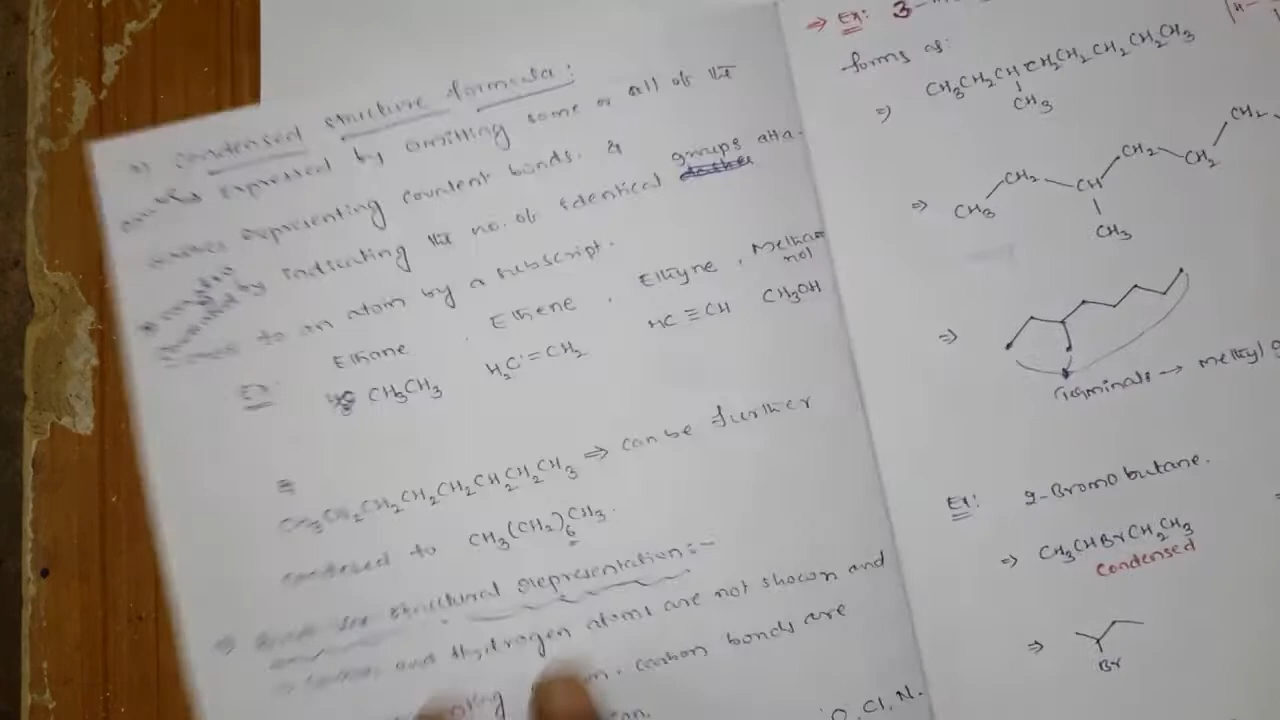 Condensed structure formula:
expressed by omitting some or all of the
representing covalent bonds. &
by indicating the no. of identical groups atta-
to an atom by a subscript.
Ethane . Ethene . Ethyne . Methan
nol
Ex: CH₃CH₃ H₂C=CH₂ HC≡CH CH₃OH
CH₃CH₂CH₂CH₂CH₂CH₂CH₂CH₃ ⇒ can be further
condensed to CH₃(CH₂)₆CH₃.
structural representation:-
and Hydrogen atoms are not shown and
carbon bonds are
O, Cl, N.
⇒ Ex: 3-
forms as:
⇒ CH₃CH₂CHCH₂CH₂CH₂CH₂CH₃
CH₃
⇒ CH₃ CH₂ CH CH₂ CH₂ CH₂
CH₃
⇒
Terminals → Methyl
Ex: 2-Bromobutane.
⇒ CH₃CHBrCH₂CH₃
condensed
⇒
Br